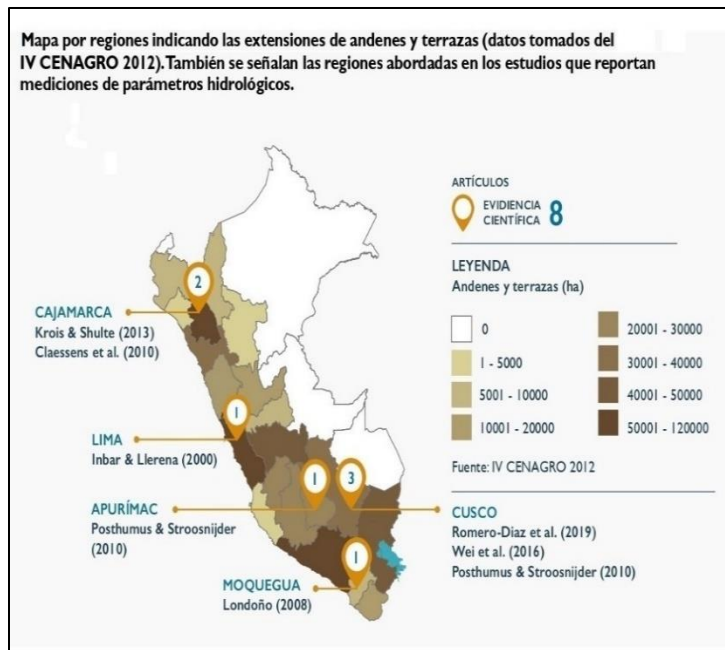 Mapa por regiones indicando las extensiones de andenes y terrazas (datos tomados del
IV CENAGRO 2012). También se señalan las regiones abordadas en los estudios que reportan
mediciones de parámetros hidrológicos.
ARTÍCULOS
EVIDIENCIA
CIENTÍFICA 8
LEYENDA
Andenes y terrazas (ha)
0
1 - 5000
5001 - 10000
10001 - 20000
20001 - 30000
30001 - 40000
40001 - 50000
50001 - 120000
Fuente: IV CENAGRO 2012
2
CAJAMARCA
Krois & Shulte (2013)
Claessens et al. (2010)
1
LIMA
Inbar & Llerena (2000)
1
APURÍMAC
Posthumus & Stroosnijder
(2010)
3
CUSCO
Romero-Diaz et al. (2019)
Wei et al. (2016)
Posthumus & Stroosnijder (2010)
1
MOQUEGUA
Londoño (2008)